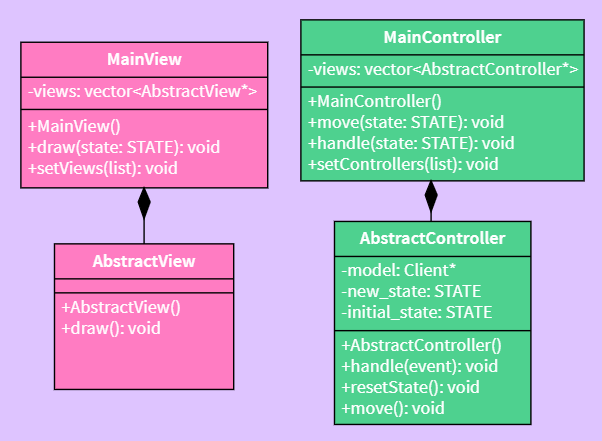 MainView
-views: vector<AbstractView*>
+MainView()
+draw(state: STATE): void
+setViews(list): void
AbstractView
+AbstractView()
+draw(): void
MainController
-views: vector<AbstractController*>
+MainController()
+move(state: STATE): void
+handle(state: STATE): void
+setControllers(list): void
AbstractController
-model: Client*
-new_state: STATE
-initial_state: STATE
+AbstractController()
+handle(event): void
+resetState(): void
+move(): void